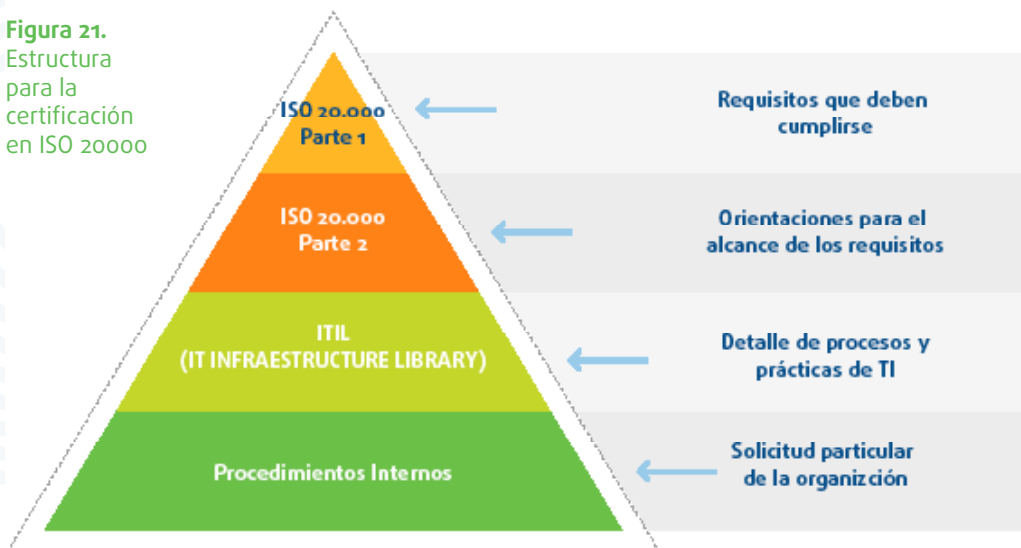 Figura 21.
Estructura
para la
certificación
en ISO 20000
ISO 20.000
Parte 1
Requisitos que deben
cumplirse
ISO 20.000
Parte 2
Orientaciones para el
alcance de los requisitos
ITIL
(IT INFRAESTRUCTURE LIBRARY)
Detalle de procesos y
prácticas de TI
Procedimientos Internos
Solicitud particular
de la organizción